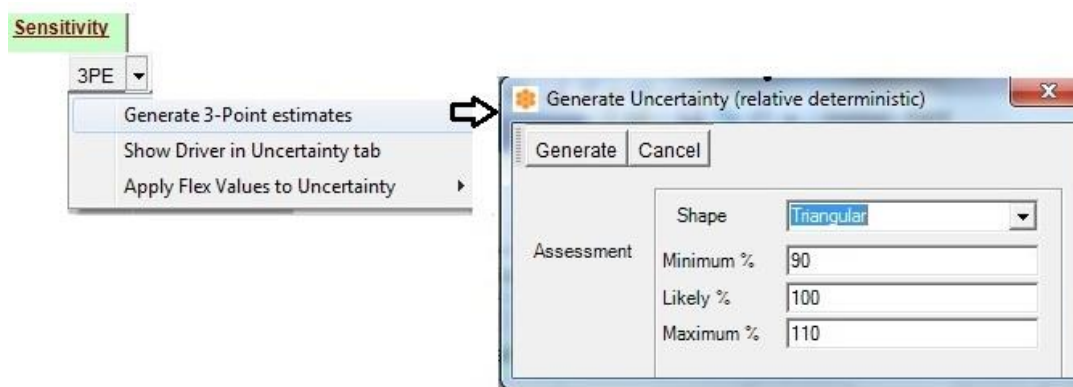 Sensitivity
3PE
Generate 3-Point estimates
Show Driver in Uncertainty tab
Apply Flex Values to Uncertainty
Generate Uncertainty (relative deterministic)
x
Generate Cancel
Assessment
Shape Triangular
Minimum % 90
Likely % 100
Maximum % 110